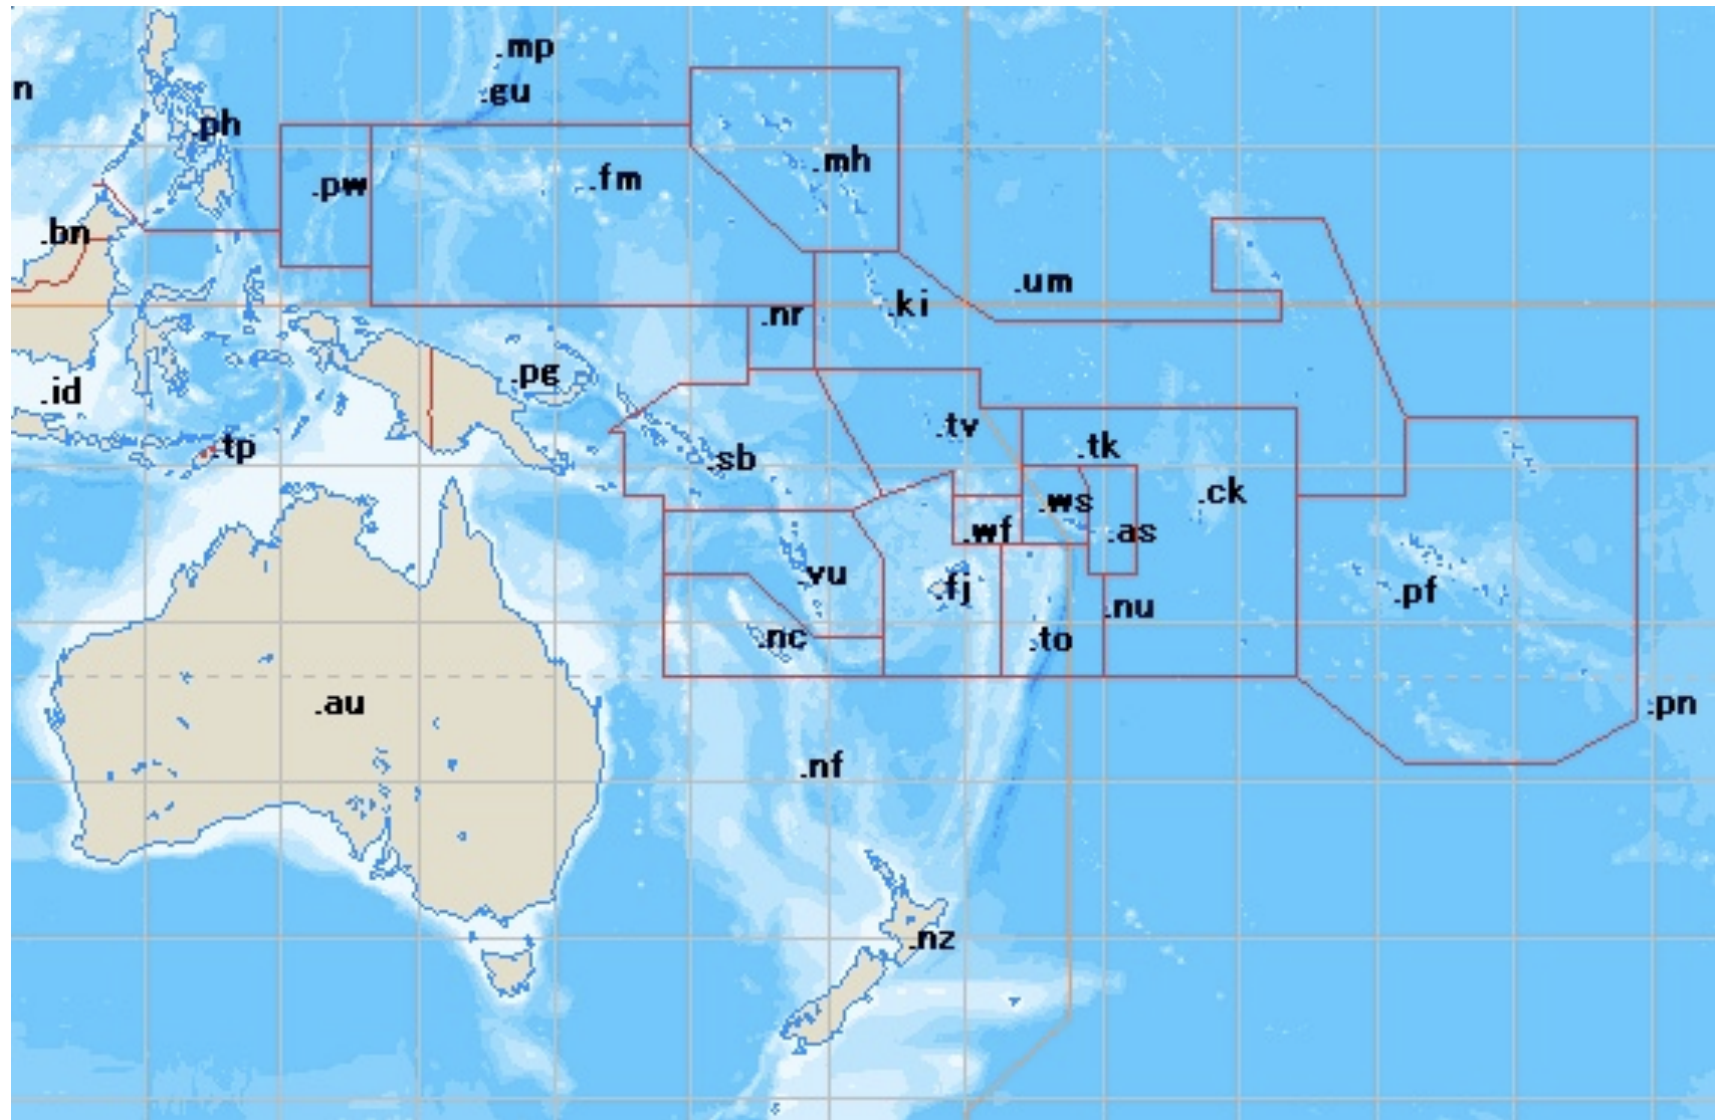 .mp
n
.gu
.ph
.mh
.pw
.fm
.bn
.um
.ki
.nr
.pg
.id
.tv
.tp
.tk
.sb
.ck
.ws
.wf
.as
.vu
.fj
.pf
.nu
.nc
.to
.au
.pn
.nf
.nz